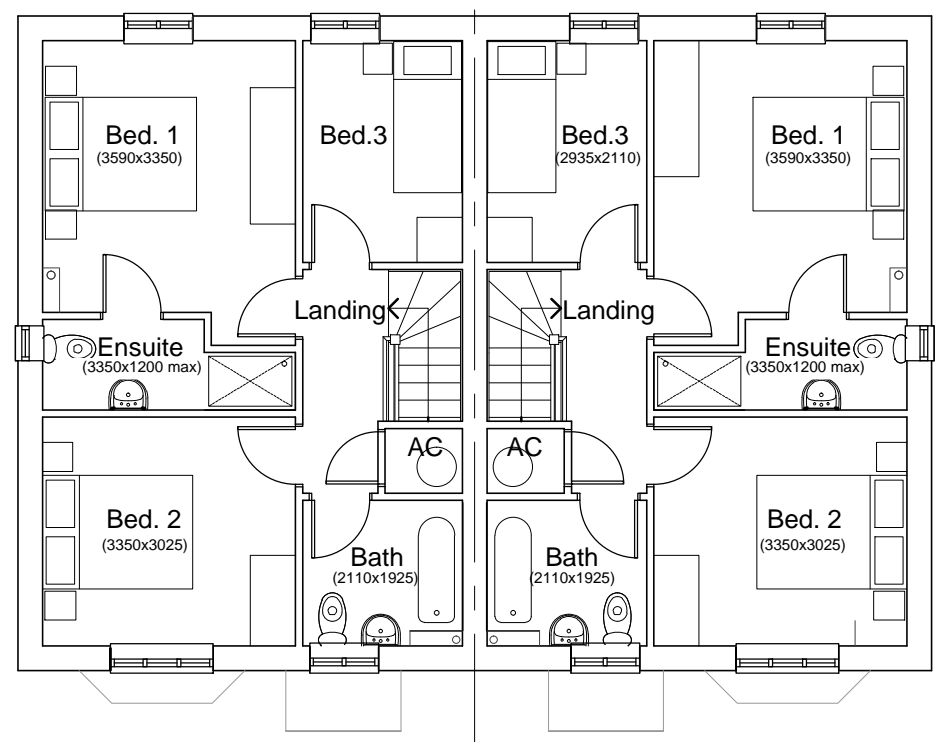 Bed. 1
(3590x3350)
Bed.3
Bed.3
(2935x2110)
Bed. 1
(3590x3350)
Landing
Landing
Ensuite
(3350x1200 max)
Ensuite
(3350x1200 max)
AC
AC
Bed. 2
(3350x3025)
Bath
(2110x1925)
Bath
(2110x1925)
Bed. 2
(3350x3025)